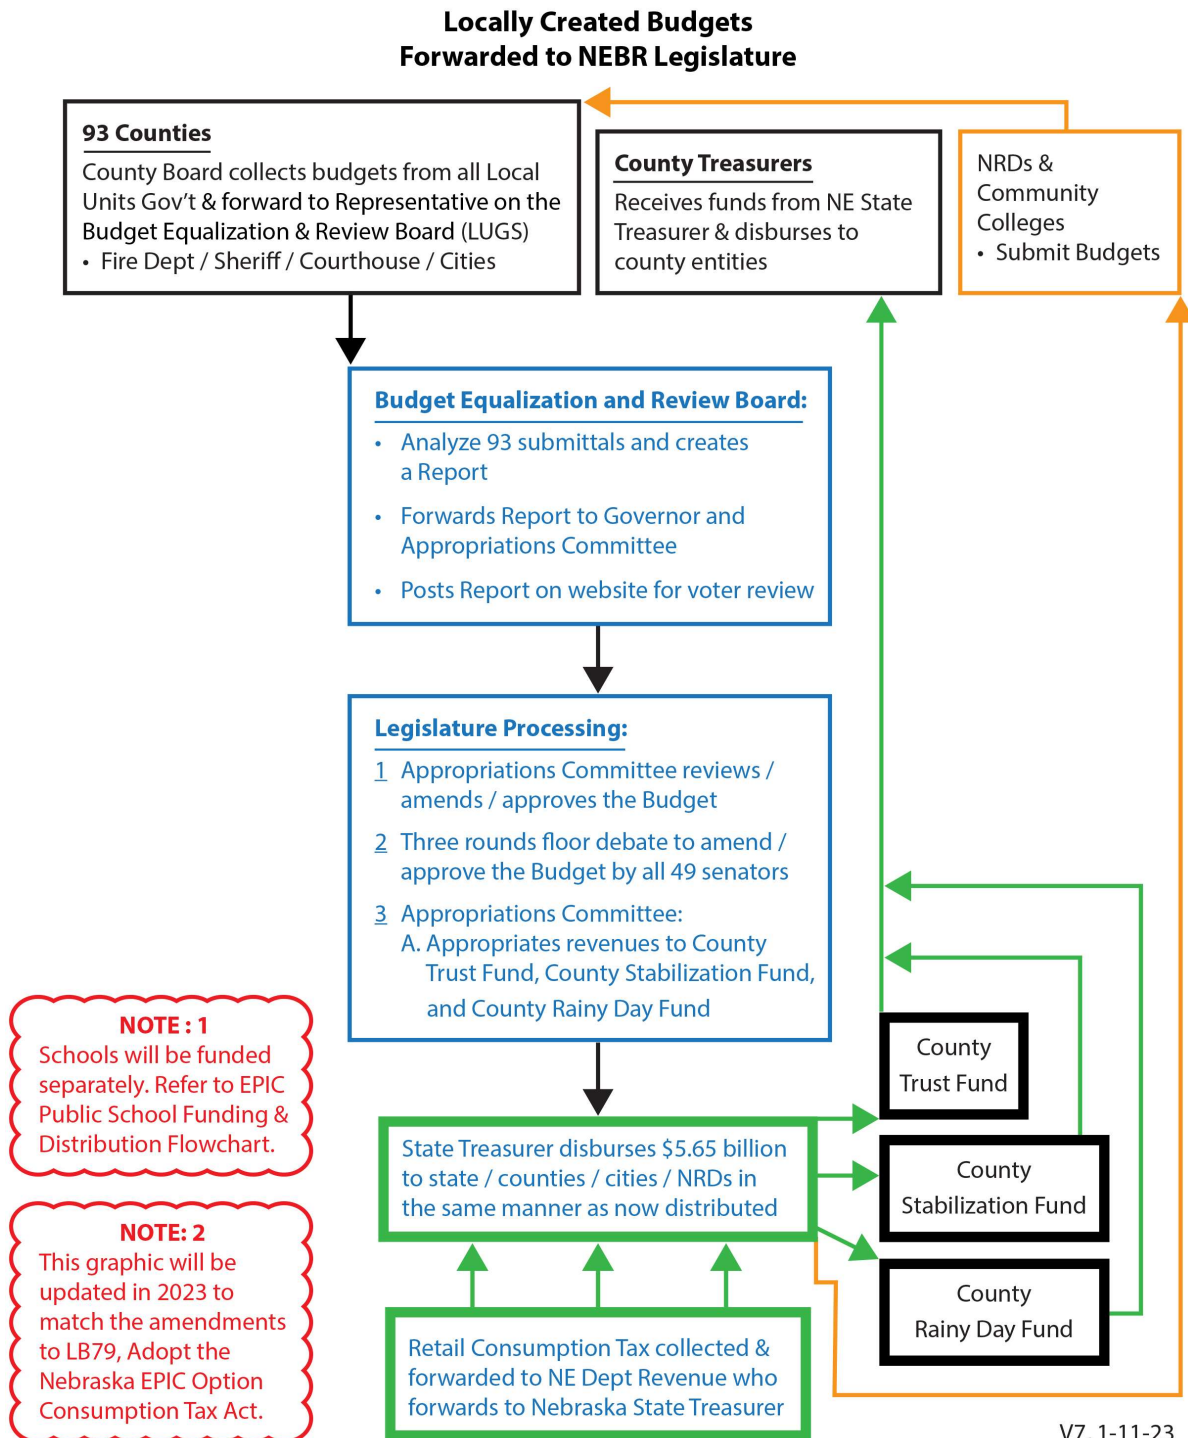 Locally Created Budgets
Forwarded to NEBR Legislature
93 Counties
County Board collects budgets from all Local
Units Gov't & forward to Representative on the
Budget Equalization & Review Board (LUGS)
• Fire Dept / Sheriff / Courthouse / Cities
County Treasurers
Receives funds from NE State
Treasurer & disburses to
county entities
NRDs &
Community
Colleges
• Submit Budgets
Budget Equalization and Review Board:
• Analyze 93 submittals and creates
a Report
• Forwards Report to Governor and
Appropriations Committee
• Posts Report on website for voter review
Legislature Processing:
1 Appropriations Committee reviews /
amends / approves the Budget
2 Three rounds floor debate to amend /
approve the Budget by all 49 senators
3 Appropriations Committee:
A. Appropriates revenues to County
Trust Fund, County Stabilization Fund,
and County Rainy Day Fund
NOTE : 1
Schools will be funded
separately. Refer to EPIC
Public School Funding &
Distribution Flowchart.
County
Trust Fund
State Treasurer disburses $5.65 billion
to state / counties / cities / NRDs in
the same manner as now distributed
County
Stabilization Fund
NOTE: 2
This graphic will be
updated in 2023 to
match the amendments
to LB79, Adopt the
Nebraska EPIC Option
Consumption Tax Act.
County
Rainy Day Fund
Retail Consumption Tax collected &
forwarded to NE Dept Revenue who
forwards to Nebraska State Treasurer
V7 1-11-23